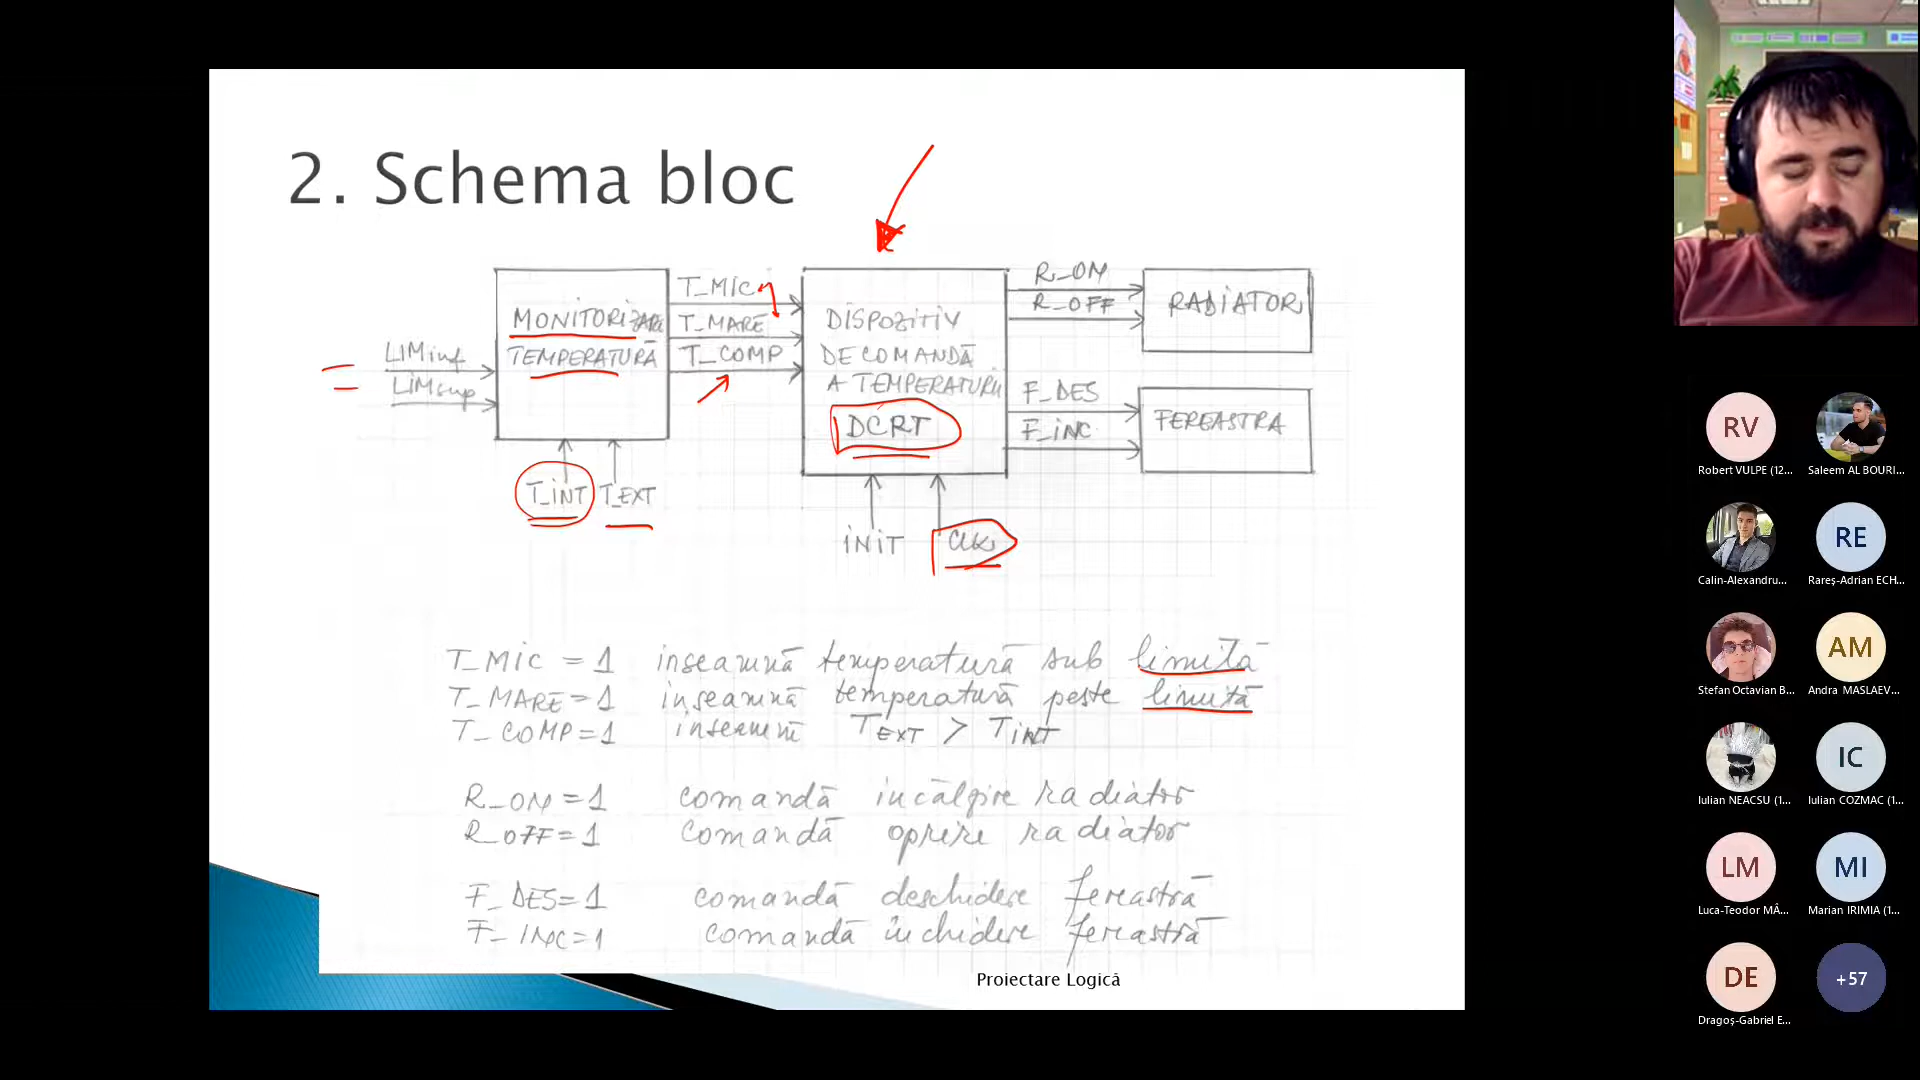 2. Schema bloc
LIMinf
LIMsup
MONITORIZARE
TEMPERATURĂ
T_INT T_EXT
T_MIC
T_MARE
T_COMP
DISPOZITIV
DE COMANDĂ
A TEMPERATURII
DCRT
INIT CLK
R_ON
R_OFF
RADIATOR
F_DES
F_INC
FEREASTRA
T_MIC = 1 inseamnă temperatură sub limită
T_MARE = 1 inseamnă temperatură peste limită
T_COMP = 1 inseamnă TEXT > TINT
R_ON = 1 comandă incălzire radiator
R_OFF = 1 comandă oprire radiator
F_DES = 1 comandă deschidere fereastră
F_INC = 1 comandă închidere fereastră
Proiectare Logică
RV
Robert VULPE (12...
Saleem AL BOURI...
Calin-Alexandru...
RE
Rareș-Adrian ECH...
Stefan Octavian B...
AM
Andra MASLAEV...
Iulian NEACSU (1...
IC
Iulian COZMAC (1...
LM
Luca-Teodor MÂ...
MI
Marian IRIMIA (1...
DE
Dragoș-Gabriel E...
+57